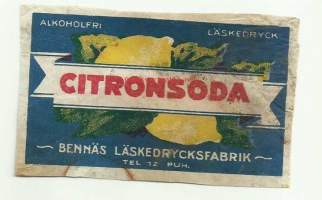 ALKOHOLFRI LÄSKEDRYCK
CITRONSODA
~ BENNÄS LÄSKEDRYCKSFABRIK ~
TEL 12 PUH.